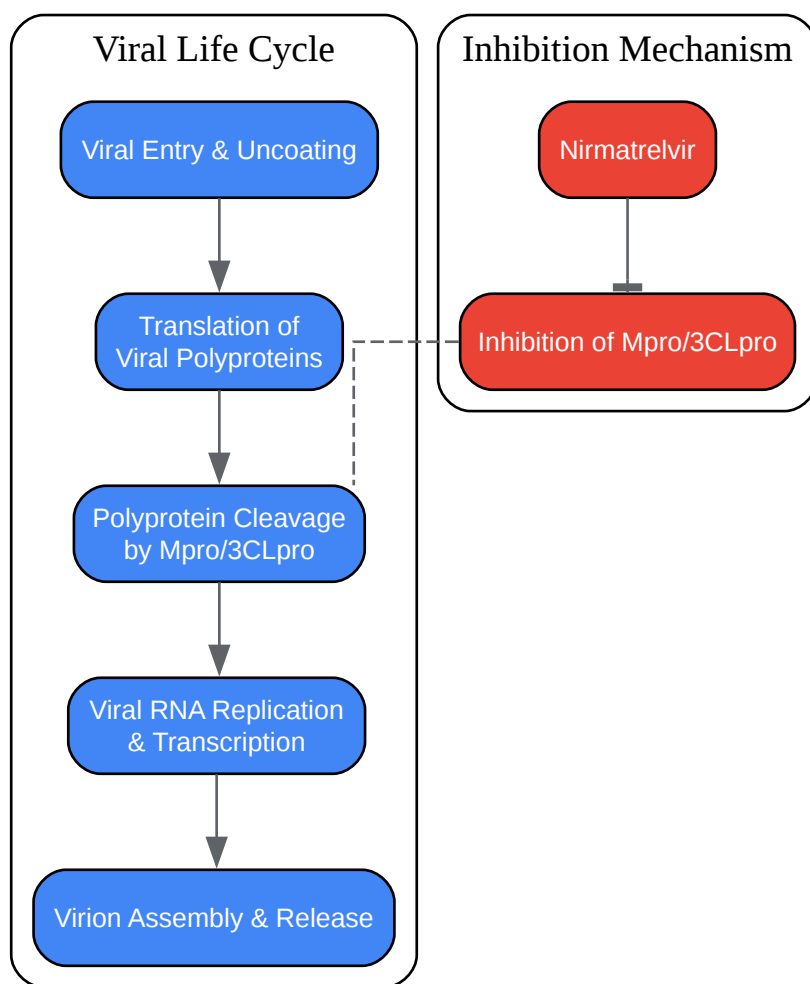 Viral Life Cycle
Viral Entry & Uncoating
Translation of
Viral Polyproteins
Polyprotein Cleavage
by Mpro/3CLpro
Viral RNA Replication
& Transcription
Virion Assembly & Release
Inhibition Mechanism
Nirmatrelvir
Inhibition of Mpro/3CLpro